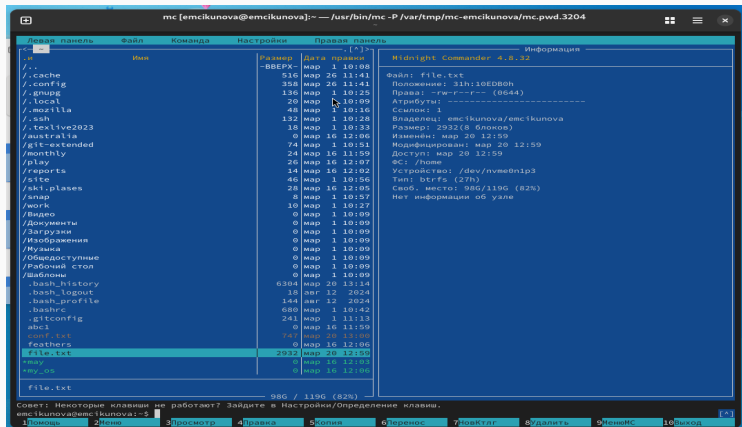 mc [emcikunova@emcikunova]:~ — /usr/bin/mc -P /var/tmp/mc-emcikunova/mc.pwd.3204
Левая панель Файл Команда Настройки Правая панель
<— ~ .[^]> Информация
.и Имя Размер Дата правки Midnight Commander 4.8.32
/.. -ВВЕРХ- мар 1 10:08
/.cache 516 мар 26 11:41 Файл: file.txt
/.config 358 мар 26 11:41 Положение: 31h:10EDB0h
/.gnupg 136 мар 1 10:25 Права: -rw-r--r-- (0644)
/.local 20 мар 1 10:09 Атрибуты: -------------------------
/.mozilla 48 мар 1 10:16 Ссылок: 1
/.ssh 132 мар 1 10:28 Владелец: emcikunova/emcikunova
/.texlive2023 18 мар 1 10:33 Размер: 2932(8 блоков)
/australia 0 мар 16 12:06 Изменён: мар 20 12:59
/git-extended 74 мар 1 10:51 Модифицирован: мар 20 12:59
/monthly 24 мар 16 11:59 Доступ: мар 20 12:59
/play 26 мар 16 12:07 ФС: /home
/reports 14 мар 16 12:02 Устройство: /dev/nvme0n1p3
/site 46 мар 1 10:56 Тип: btrfs (27h)
/ski.plases 28 мар 16 12:05 Своб. место: 98G/119G (82%)
/snap 8 мар 1 10:57 Нет информации об узле
/work 10 мар 1 10:27
/Видео 0 мар 1 10:09
/Документы 0 мар 1 10:09
/Загрузки 0 мар 1 10:09
/Изображения 0 мар 1 10:09
/Музыка 0 мар 1 10:09
/Общедоступные 0 мар 1 10:09
/Рабочий стол 0 мар 1 10:09
/Шаблоны 0 мар 1 10:09
.bash_history 6304 мар 20 13:14
.bash_logout 18 авг 12 2024
.bash_profile 144 авг 12 2024
.bashrc 680 мар 1 10:42
.gitconfig 241 мар 1 11:13
abc1 0 мар 16 11:59
conf.txt 747 мар 20 13:00
feathers 0 мар 16 12:06
file.txt 2932 мар 20 12:59
*may 0 мар 16 12:03
*my_os 0 мар 16 12:06
file.txt
98G / 119G (82%)
Совет: Некоторые клавиши не работают? Зайдите в Настройки/Определение клавиш.
emcikunova@emcikunova:~$ [^]
1Помощь 2Меню 3Просмотр 4Правка 5Копия 6Перенос 7НовКтлг 8Удалить 9МенюMC 10Выход